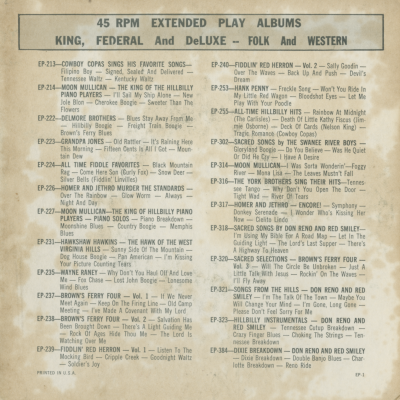 45 RPM EXTENDED PLAY ALBUMS
KING, FEDERAL And DeLUXE -- FOLK And WESTERN
EP-213—COWBOY COPAS SINGS HIS FAVORITE SONGS—
Filipino Boy — Signed, Sealed And Delivered —
Tennessee Waltz — Kentucky Waltz
EP-214—MOON MULLICAN — THE KING OF THE HILLBILLY
PIANO PLAYERS — I'll Sail My Ship Alone — New
Jole Blon — Cherokee Boogie — Sweeter Than The
Flowers
EP-222—DELMORE BROTHERS — Blues Stay Away From Me
— Hillbilly Boogie — Freight Train Boogie —
Brown's Ferry Blues
EP-223—GRANDPA JONES — Old Rattler — It's Raining Here
This Morning — Fifteen Cents Is All I Got — Moun-
tain Dew
EP-224—ALL TIME FIDDLE FAVORITES — Black Mountain
Rag — Come Here Son (Curly Fox) — Snow Deer —
Silver Bells (Fiddlin' Linville)
EP-226—HOMER AND JETHRO MURDER THE STANDARDS
— Over The Rainbow — Glow Worm — Always
— Night And Day
EP-227—MOON MULLICAN—THE KING OF HILLBILLY PIANO
PLAYERS — PIANO SOLOS — Piano Breakdown —
Moonshine Blues — Country Boogie — Memphis
Blues
EP-231—HAWKSHAW HAWKINS — THE HAWK OF THE WEST
VIRGINIA HILLS — Sunny Side Of The Mountain —
Dog House Boogie — Pan American — I'm Kissing
Your Picture Counting Tears
EP-235—WAYNE RANEY — Why Don't You Haul Off And Love
Me — Fox Chase — Lost John Boogie — Lonesome
Wind Blues
EP-237—BROWN'S FERRY FOUR — Vol. 1 — If We Never
Meet Again — Keep On The Firing Line — Old Camp
Meeting — I've Made A Covenant With My Lord
EP-238—BROWN'S FERRY FOUR — Vol. 2 — Salvation Has
Been Brought Down — There's A Light Guiding Me
— Rock Of Ages Hide Thou Me — The Lord Is
Watching Over Me
EP-239—FIDDLIN' RED HERRON — Vol. 1 — Listen To The
Mocking Bird — Cripple Creek — Goodnight Waltz
— Soldier's Joy
EP-240—FIDDLIN' RED HERRON — Vol. 2 — Sally Goodin —
Over The Waves — Back Up And Push — Devil's
Dream
EP-253—HANK PENNY — Freckle Song — Won't You Ride In
My Little Red Wagon — Bloodshot Eyes — Let Me
Play With Your Poodle
EP-255—ALL-TIME HILLBILLY HITS — Rainbow At Midnight
(The Carlisles) — Death Of Little Kathy Fiscus (Jim-
mie Osborne) — Deck Of Cards (Nelson King) —
Tragic Romance (Cowboy Copas)
EP-302—SACRED SONGS BY THE SWANEE RIVER BOYS —
Gloryland Boogie — Do You Believe — Was He Quiet
Or Did He Cry — I Have A Desire
EP-314—MOON MULLICAN—I Was Sorta Wonderin'—Foggy
River — Mona Lisa — The Leaves Mustn't Fall
EP-316—THE YORK BROTHERS SING THEIR HITS—Tennes-
see Tango — Why Don't You Open The Door —
Tight Wad — River Of Tears
EP-317—HOMER AND JETHRO — ENCORE! — Symphony —
Donkey Serenade — I Wonder Who's Kissing Her
Now — Cielito Lindo
EP-318—SACRED SONGS BY DON RENO AND RED SMILEY—
I'm Using My Bible For A Road Map — Let In The
Guiding Light — The Lord's Last Supper — There's
A Highway To Heaven
EP-320—SACRED SELECTIONS — BROWN'S FERRY FOUR —
Vol. 3 — Will The Circle Be Unbroken — Just A
Little Talk With Jesus — Rockin' On The Waves —
I'll Fly Away
EP-321—SONGS FROM THE HILLS — DON RENO AND RED
SMILEY—I'm The Talk Of The Town — Maybe You
Will Change Your Mind — I'm Gone, Long Gone —
Please Don't Feel Sorry For Me
EP-325—HILLBILLY INSTRUMENTALS — DON RENO AND
RED SMILEY — Tennessee Cutup Breakdown —
Crazy Finger Blues — Choking The Strings — Ten-
nessee Breakdown
EP-384—DIXIE BREAKDOWN — DON RENO AND RED SMILEY
— Dixie Breakdown — Double Banjo Blues — Char-
lotte Breakdown — Reno Ride
PRINTED IN U.S.A.